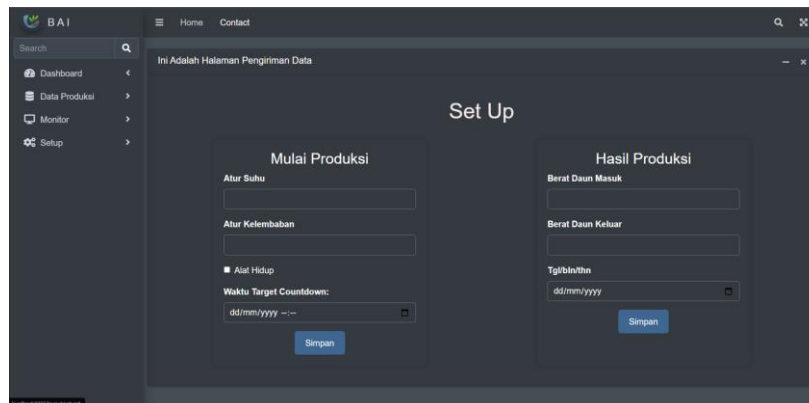 BAI
Home Contact
Search
Dashboard
Data Produksi
Monitor
Setup
Ini Adalah Halaman Pengiriman Data
Set Up
Mulai Produksi
Atur Suhu
Atur Kelembaban
Alat Hidup
Waktu Target Countdown:
dd/mm/yyyy --:--
Simpan
Hasil Produksi
Berat Daun Masuk
Berat Daun Keluar
Tgl/bln/thn
dd/mm/yyyy
Simpan